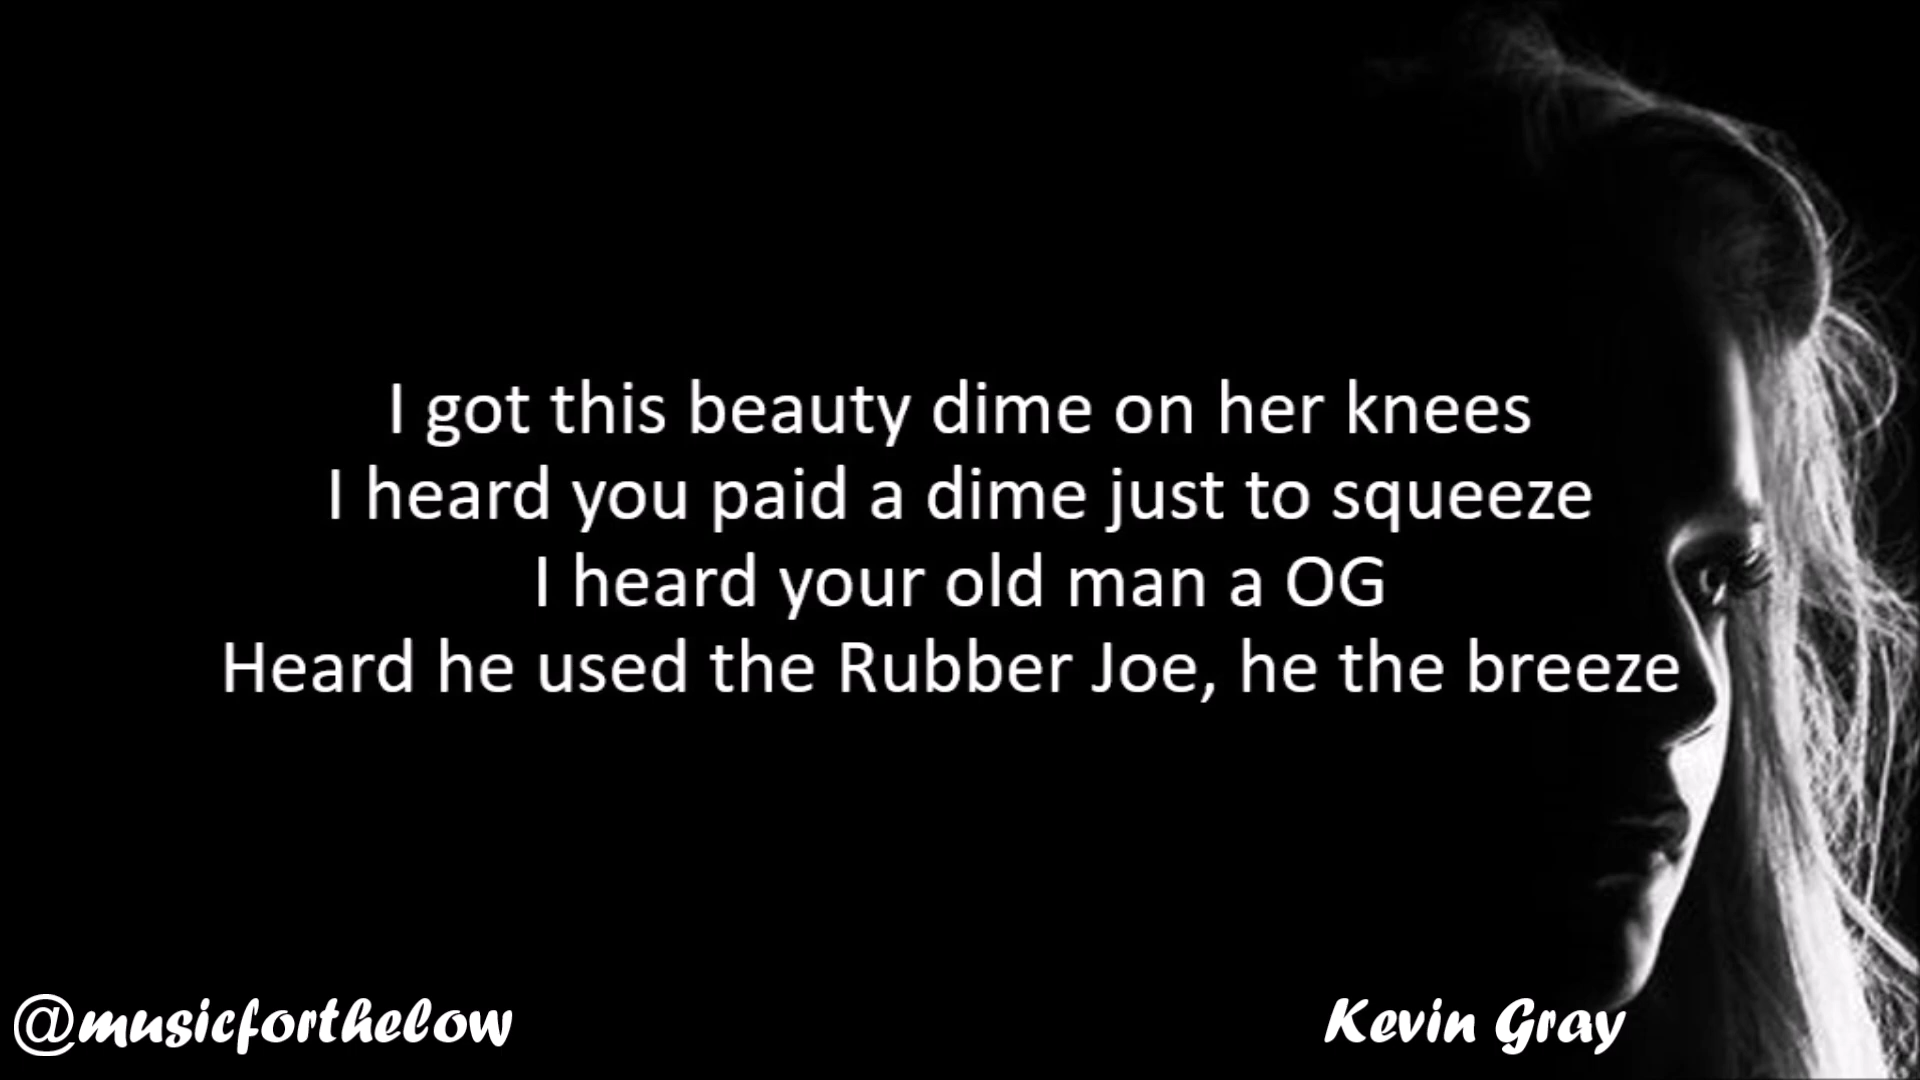 I got this beauty dime on her knees
I heard you paid a dime just to squeeze
I heard your old man a OG
Heard he used the Rubber Joe, he the breeze
@musicforthelow
Kevin Gray